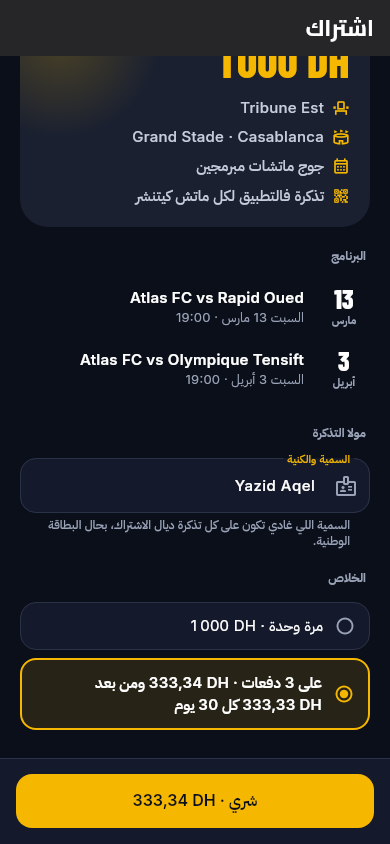 اشتراك
1 000 DH
Tribune Est
Grand Stade · Casablanca
جوج ماتشات مبرمجين
تذكرة فالتطبيق لكل ماتش كيتنشر
البرنامج
13
مارس
Atlas FC vs Rapid Oued
السبت 13 مارس · 19:00
3
أبريل
Atlas FC vs Olympique Tensift
السبت 3 أبريل · 19:00
مولا التذكرة
السمية والكنية
Yazid Aqel
السمية اللي غادي تكون على كل تذكرة ديال الاشتراك، بحال البطاقة
الوطنية.
الخلاص
مرة وحدة · 1 000 DH
على 3 دفعات · 333,34 DH ومن بعد
333,33 DH كل 30 يوم
شري · 333,34 DH